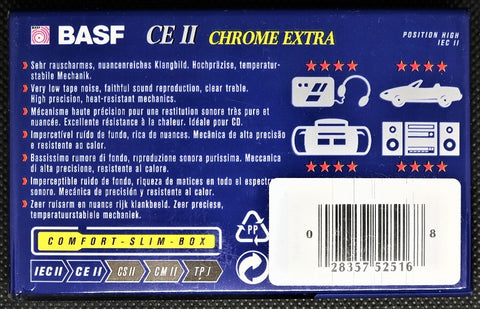 BASF CE II CHROME EXTRA POSITION HIGH
IEC II
Sehr rauscharmes, nuancenreiches Klangbild. Hochpräzise, temperatur-
stabile Mechanik.
Very low tape noise, faithful sound reproduction, clear treble.
High precision, heat-resistant mechanics.
Mécanisme haute précision pour une restitution sonore très pure et
nuancée. Excellente résistance à la chaleur. Idéale pour CD.
Impercetível ruído de fundo, rica de nuances. Mecânica de alta precisão
e resistente ao calor.
Bassissimo rumore di fondo, riproduzione sonora purissima. Meccanica
di alta precisione, resistente al calore.
Imperceptible ruido de fondo, riqueza de matices en todo el espectro
sonoro. Mecánica de precisión y resistente al calor.
Zeer ruisarm en nuance rijk klankbeeld. Zeer preciese,
temperatuurstabiele mechaniek.
COMFORT-SLIM-BOX
IEC II CE II CS II CM II TP I
PP
0 28357 52516 8